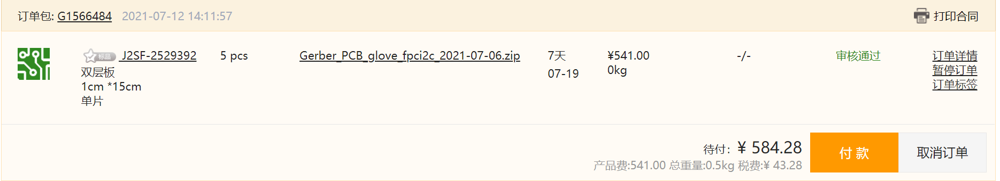 订单包: G1566484 2021-07-12 14:11:57 打印合同
标品 J2SF-2529392 5 pcs Gerber_PCB_glove_fpci2c_2021-07-06.zip 7天 ¥541.00 -/- 审核通过 订单详情
双层板 07-19 0kg 暂停订单
1cm *15cm 订单标签
单片
待付: ¥ 584.28 付 款 取消订单
产品费:541.00 总重量:0.5kg 税费:¥ 43.28